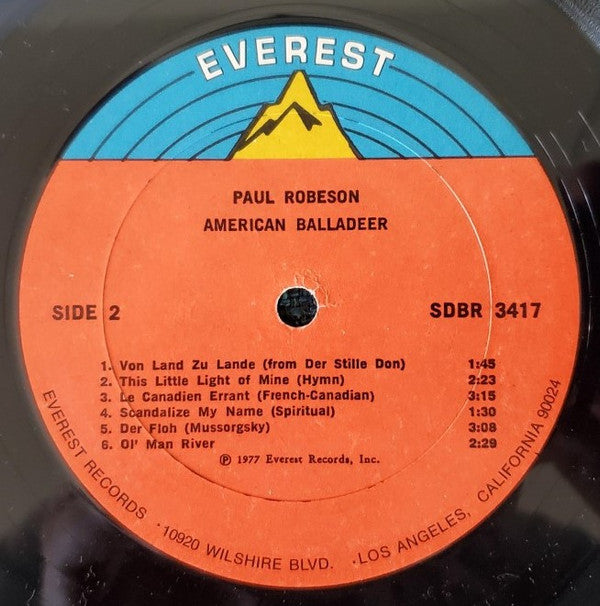 EVEREST
PAUL ROBESON
AMERICAN BALLADEER
SIDE 2
SDBR 3417
1. Von Land Zu Lande (from Der Stille Don) 1:45
2. This Little Light of Mine (Hymn) 2:23
3. Le Canadien Errant (French-Canadian) 3:15
4. Scandalize My Name (Spiritual) 1:30
5. Der Floh (Mussorgsky) 3:08
6. Ol' Man River 2:29
Ⓟ 1977 Everest Records, Inc.
EVEREST RECORDS · 10920 WILSHIRE BLVD. · LOS ANGELES, CALIFORNIA 90024